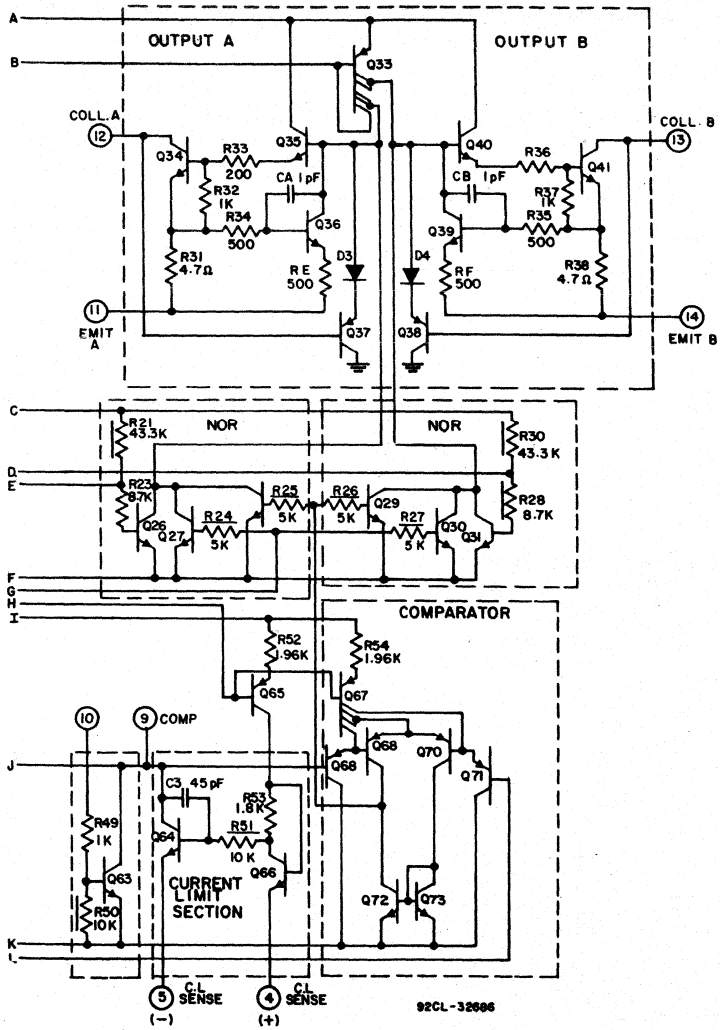 A
OUTPUT A
OUTPUT B
B
Q33
COLL. A
COLL. B
12
13
Q35
Q40
Q34
R33
200
R36
Q41
R32
1K
CA 1pF
CB 1pF
R37
1K
R34
500
Q36
Q39
R35
500
R31
4.7Ω
RE
500
D3
D4
RF
500
R38
4.7Ω
11
EMIT
A
Q37
Q38
14
EMIT B
C
R21
43.3K
NOR
NOR
R30
43.3K
D
E
R23
87K
R25
5K
R26
5K
Q29
R28
8.7K
Q26
Q27
R24
5K
R27
5K
Q30
Q31
F
G
H
I
COMPARATOR
R52
1.96K
R54
1.96K
Q65
Q67
10
9
COMP
J
Q68
Q68
Q70
Q71
C3 45pF
R53
1.8K
R49
1K
Q64
R51
10K
Q66
Q63
R50
10K
CURRENT
LIMIT
SECTION
Q72
Q73
K
L
5
C.L
SENSE
(-)
4
C.L
SENSE
(+)
92CL-32686